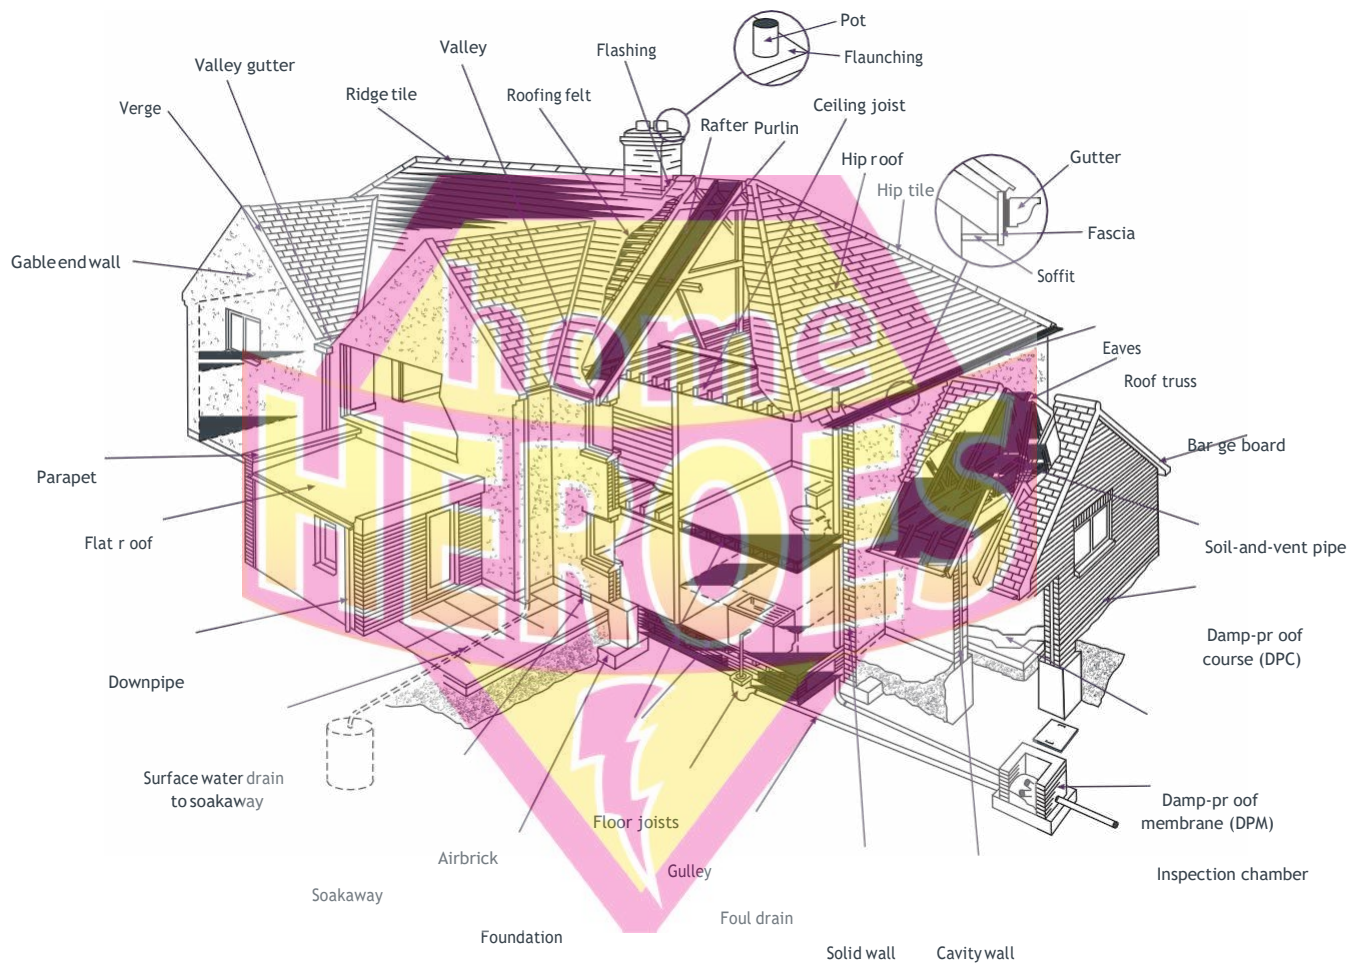 Pot
Valley
Flashing
Flaunching
Valley gutter
Ridge tile
Roofing felt
Ceiling joist
Verge
Rafter
Purlin
Hip roof
Gutter
Hip tile
Fascia
Gable end wall
Soffit
home
Eaves
Roof truss
HEROES
Bar ge board
Parapet
Flat r oof
Soil-and-vent pipe
Damp-pr oof
course (DPC)
Downpipe
Surface water drain
to soakaway
Damp-pr oof
membrane (DPM)
Floor joists
Airbrick
Gulley
Inspection chamber
Soakaway
Foul drain
Foundation
Solid wall
Cavity wall